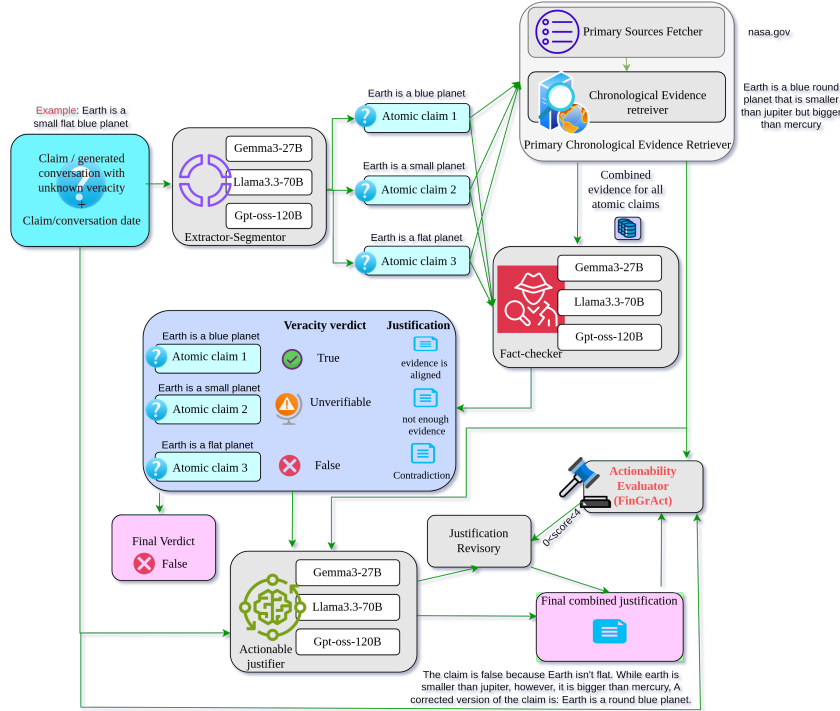 Primary Sources Fetcher
nasa.gov
Chronological Evidence
retreiver
Primary Chronological Evidence Retriever
Earth is a blue round
planet that is smaller
than jupiter but bigger
than mercury
Example: Earth is a
small flat blue planet
Claim / generated
conversation with
unknown veracity
+
Claim/conversation date
Gemma3-27B
Llama3.3-70B
Gpt-oss-120B
Extractor-Segmentor
Earth is a blue planet
Atomic claim 1
Earth is a small planet
Atomic claim 2
Earth is a flat planet
Atomic claim 3
Combined
evidence for all
atomic claims
Gemma3-27B
Llama3.3-70B
Gpt-oss-120B
Fact-checker
Veracity verdict
Justification
Earth is a blue planet
Atomic claim 1
True
evidence is
aligned
Earth is a small planet
Atomic claim 2
Unverifiable
not enough
evidence
Earth is a flat planet
Atomic claim 3
False
Contradiction
Final Verdict
False
Actionability
Evaluator
(FinGrAct)
0<score<4
Justification
Revisory
Gemma3-27B
Llama3.3-70B
Gpt-oss-120B
Actionable
justifier
Final combined justification
The claim is false because Earth isn't flat. While earth is
smaller than jupiter, however, it is bigger than mercury, A
corrected version of the claim is: Earth is a round blue planet.